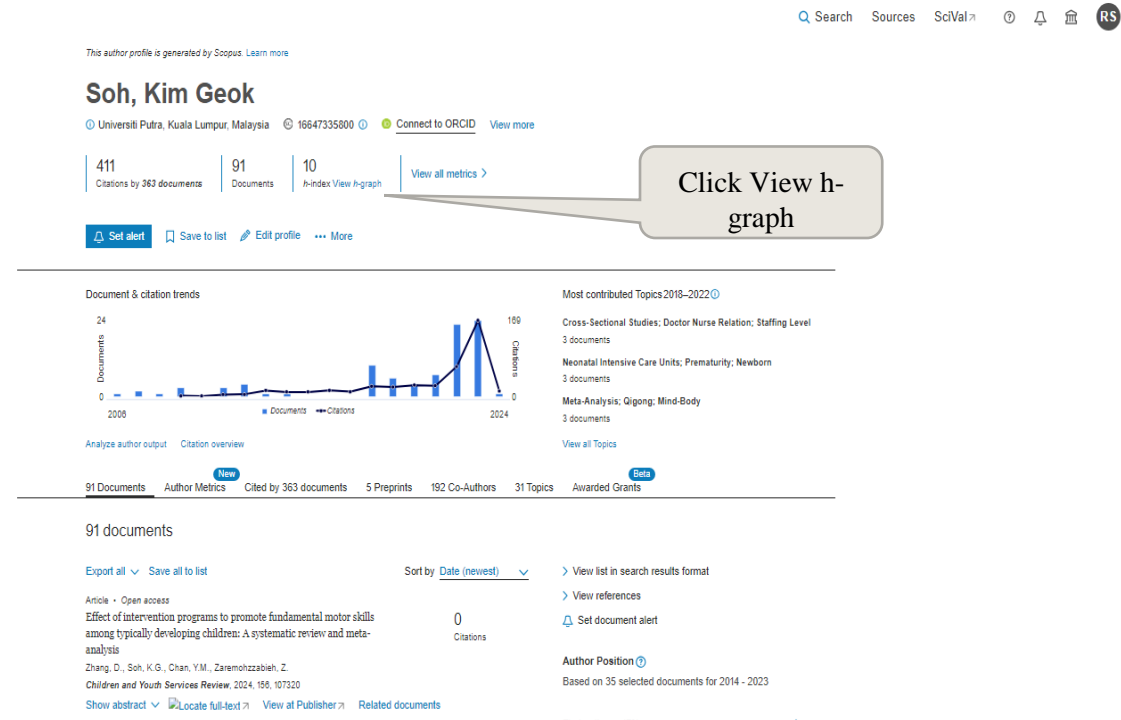 Search Sources SciVal RS
This author profile is generated by Scopus. Learn more
Soh, Kim Geok
Universiti Putra, Kuala Lumpur, Malaysia 16647335800 Connect to ORCID View more
411 91 10 View all metrics
Citations by 363 documents Documents h-index View h-graph
Click View h-
graph
Set alert Save to list Edit profile ••• More
Document & citation trends
24 169
Documents
Citations
0 0
2006 Documents Citations 2024
Analyze author output Citation overview
Most contributed Topics 2018–2022
Cross-Sectional Studies; Doctor Nurse Relation; Staffing Level
3 documents
Neonatal Intensive Care Units; Prematurity; Newborn
3 documents
Meta-Analysis; Qigong; Mind-Body
3 documents
View all Topics
New Beta
91 Documents Author Metrics Cited by 363 documents 5 Preprints 192 Co-Authors 31 Topics Awarded Grants
91 documents
Export all Save all to list Sort by Date (newest)
Article • Open access
Effect of intervention programs to promote fundamental motor skills
among typically developing children: A systematic review and meta-
analysis
0
Citations
Zhang, D., Soh, K.G., Chan, Y.M., Zaremohzzabieh, Z.
Children and Youth Services Review, 2024, 156, 107320
Show abstract Locate full-text View at Publisher Related documents
View list in search results format
View references
Set document alert
Author Position
Based on 35 selected documents for 2014 - 2023